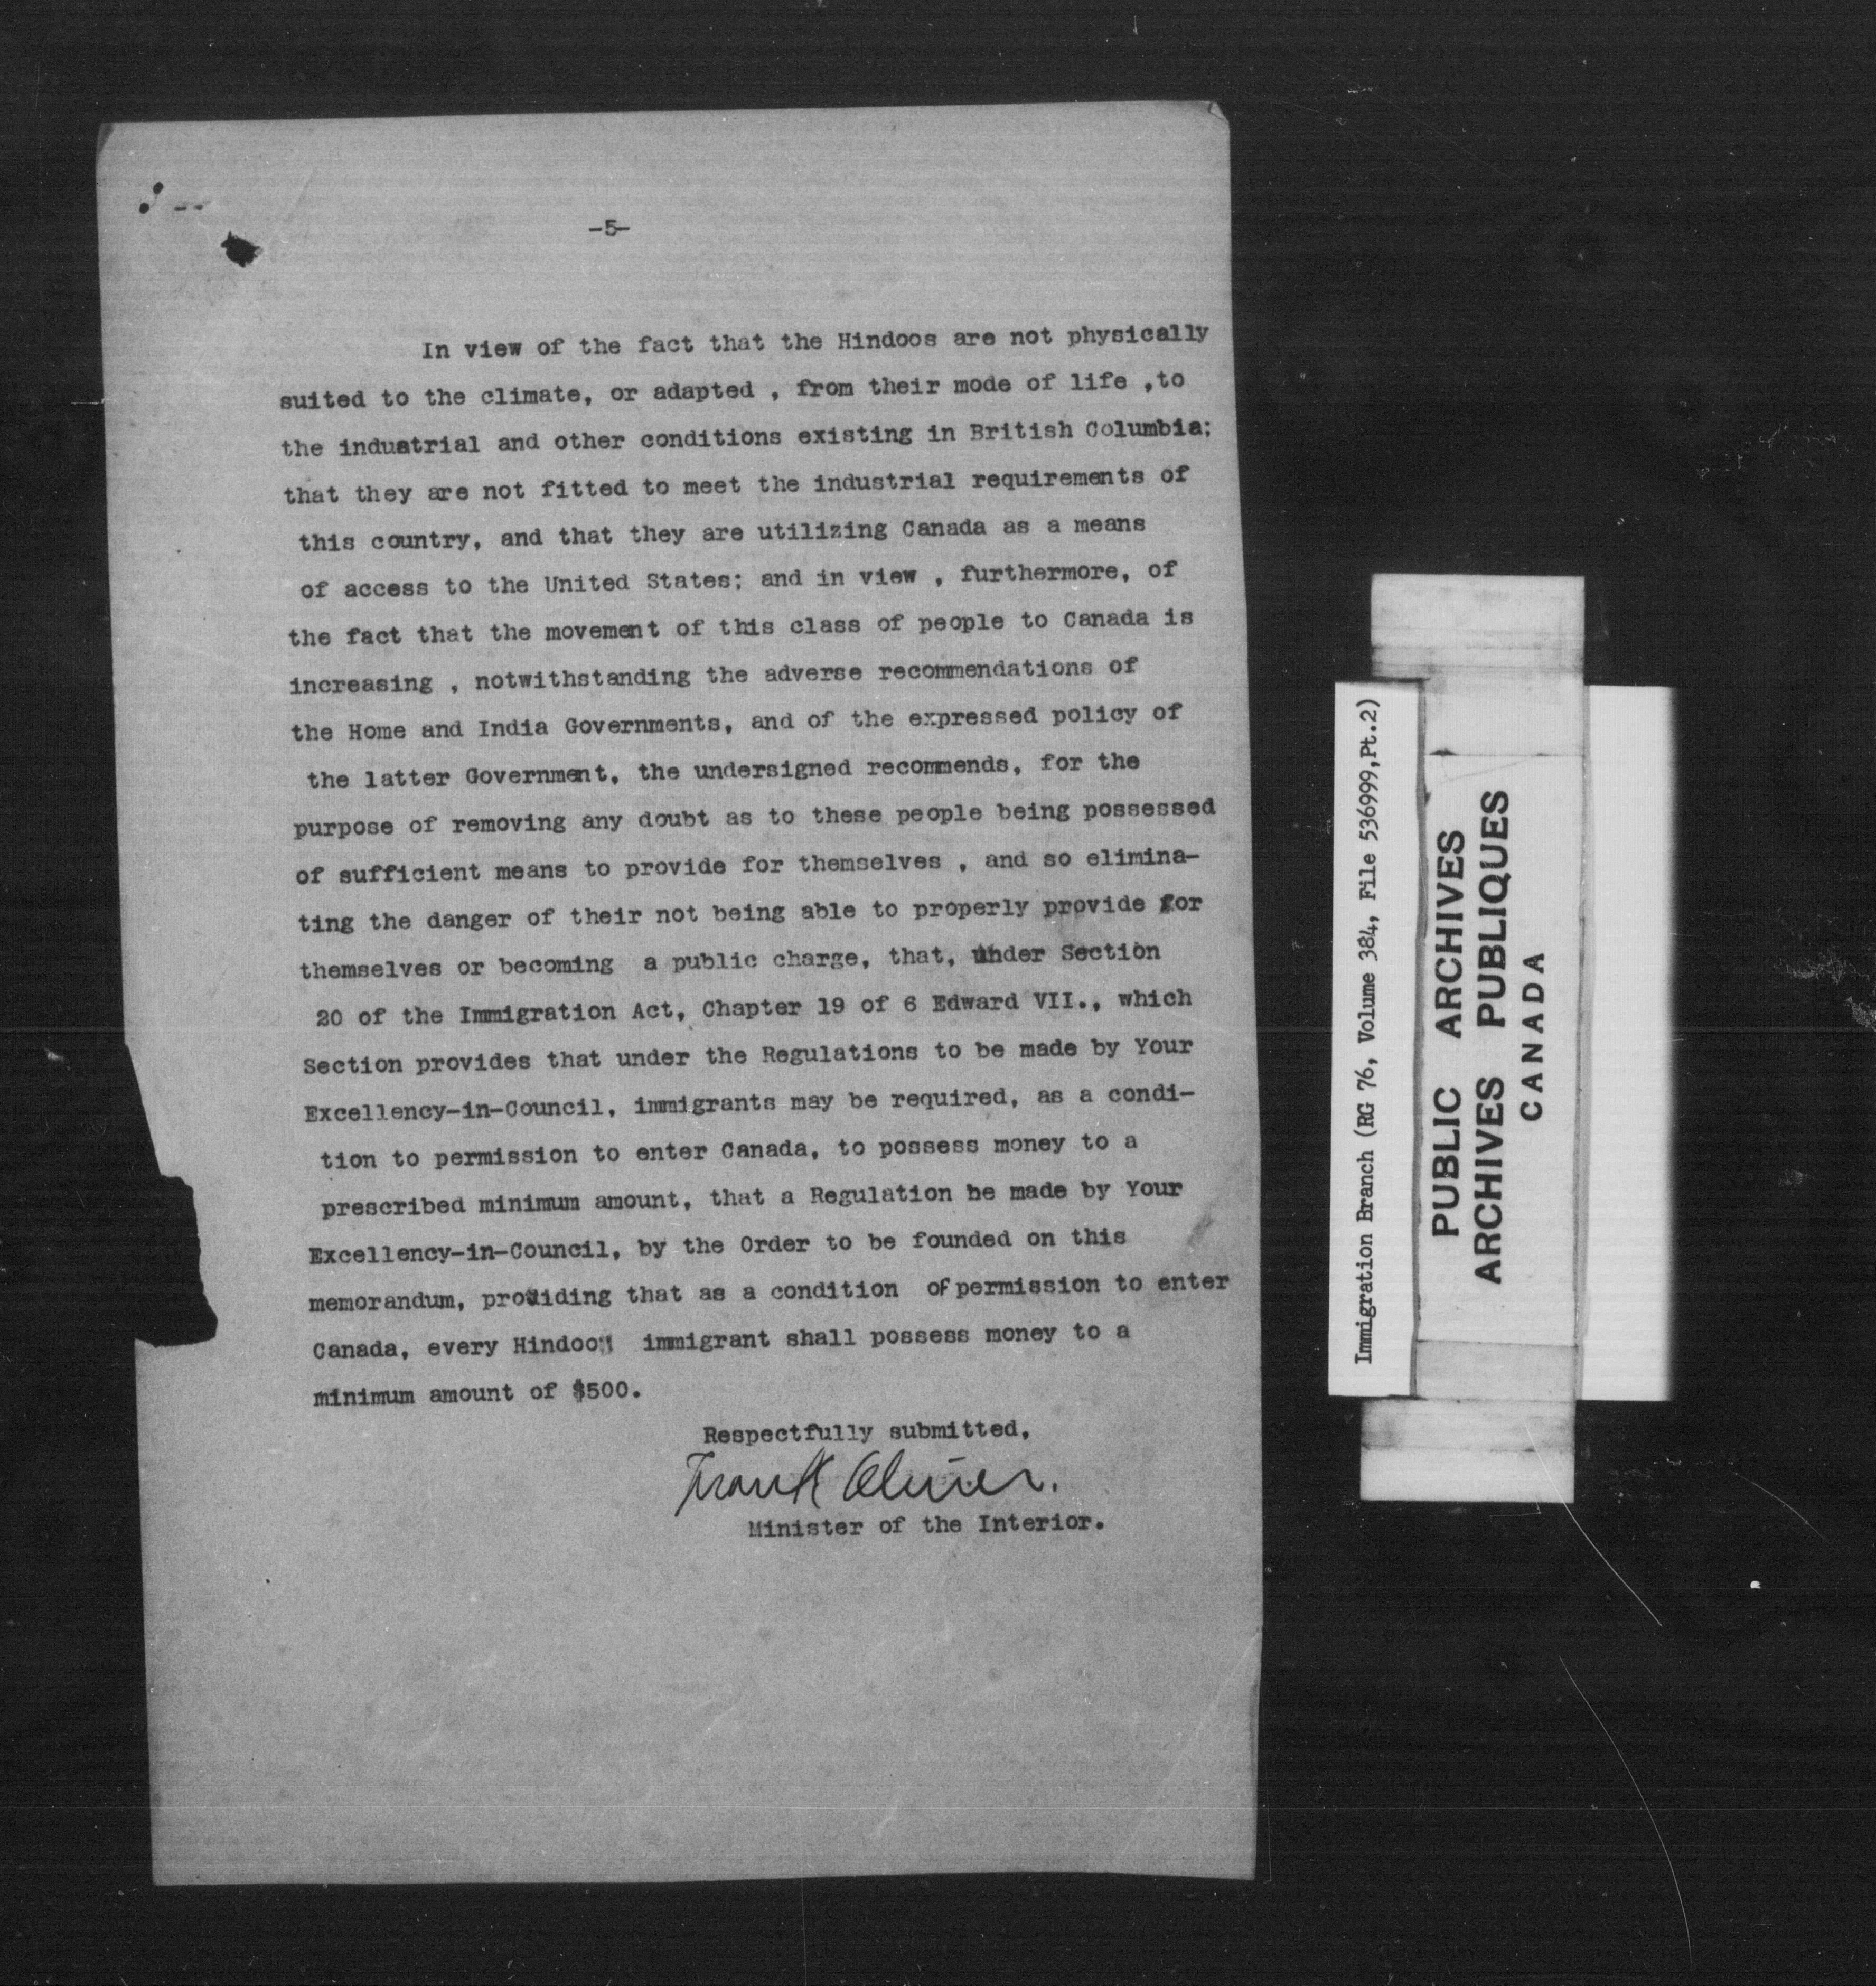 -5-
In view of the fact that the Hindoos are not physically
suited to the climate, or adapted , from their mode of life ,to
the industrial and other conditions existing in British Columbia;
that they are not fitted to meet the industrial requirements of
this country, and that they are utilizing Canada as a means
of access to the United States; and in view , furthermore, of
the fact that the movement of this class of people to Canada is
increasing , notwithstanding the adverse recommendations of
the Home and India Governments, and of the expressed policy of
the latter Government, the undersigned recommends, for the
purpose of removing any doubt as to these people being possessed
of sufficient means to provide for themselves , and so elimina-
ting the danger of their not being able to properly provide for
themselves or becoming a public charge, that, under Section
20 of the Immigration Act, Chapter 19 of 6 Edward VII., which
Section provides that under the Regulations to be made by Your
Excellency-in-Council, immigrants may be required, as a condi-
tion to permission to enter Canada, to possess money to a
prescribed minimum amount, that a Regulation be made by Your
Excellency-in-Council, by the Order to be founded on this
memorandum, providing that as a condition of permission to enter
Canada, every Hindoo immigrant shall possess money to a
minimum amount of $500.
Respectfully submitted,
Frank Oliver.
Minister of the Interior.
Immigration Branch (RG 76, Volume 384, File 536999,Pt.2)
PUBLIC ARCHIVES
ARCHIVES PUBLIQUES
CANADA